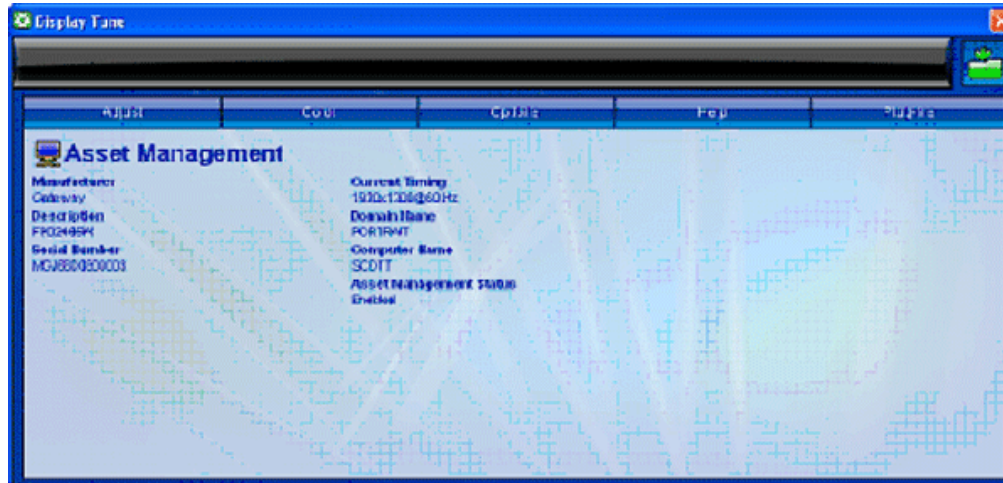 Display Tune
Adjust
Color
Options
Help
Plug-ins
Asset Management
Manufacturer
Gateway
Current Timing
Description
Domain Name
PORTRAIT
Serial Number
Computer Name
SCOTT
Asset Management Status
Enabled